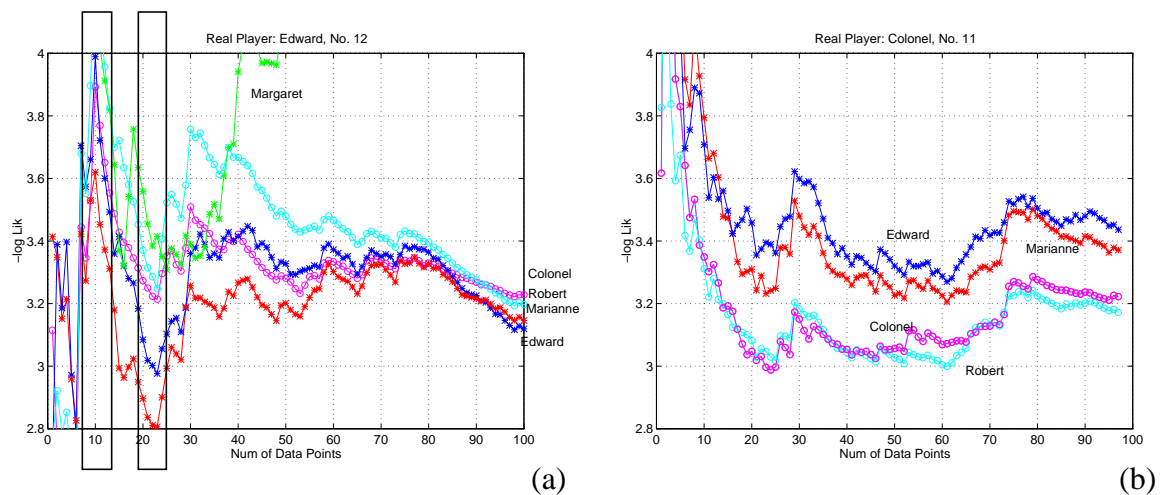 Real Player: Edward, No. 12
4
3.8
3.6
3.4
3.2
3
2.8
−log Lik
0 10 20 30 40 50 60 70 80 90 100
Num of Data Points
Margaret
Colonel
Robert
Marianne
Edward
(a)
Real Player: Colonel, No. 11
4
3.8
3.6
3.4
3.2
3
2.8
−log Lik
0 10 20 30 40 50 60 70 80 90 100
Num of Data Points
Edward
Marianne
Colonel
Robert
(b)